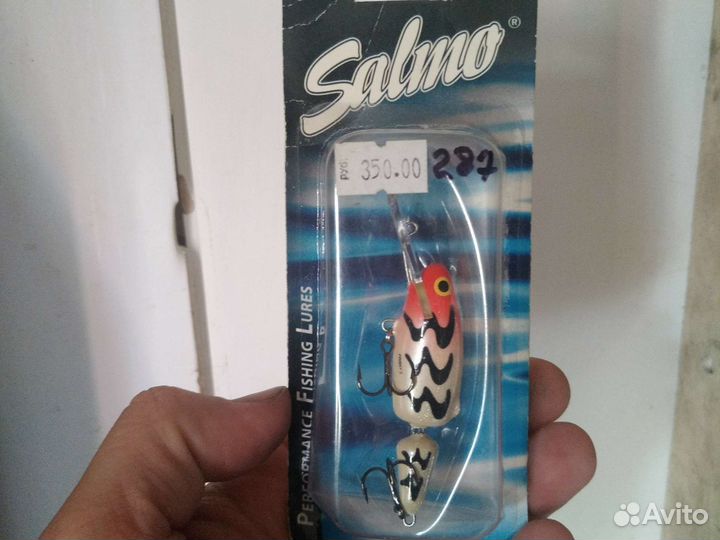 Salmo ®
руб.
350.00
287
PERFORMANCE FISHING LURES
Avito